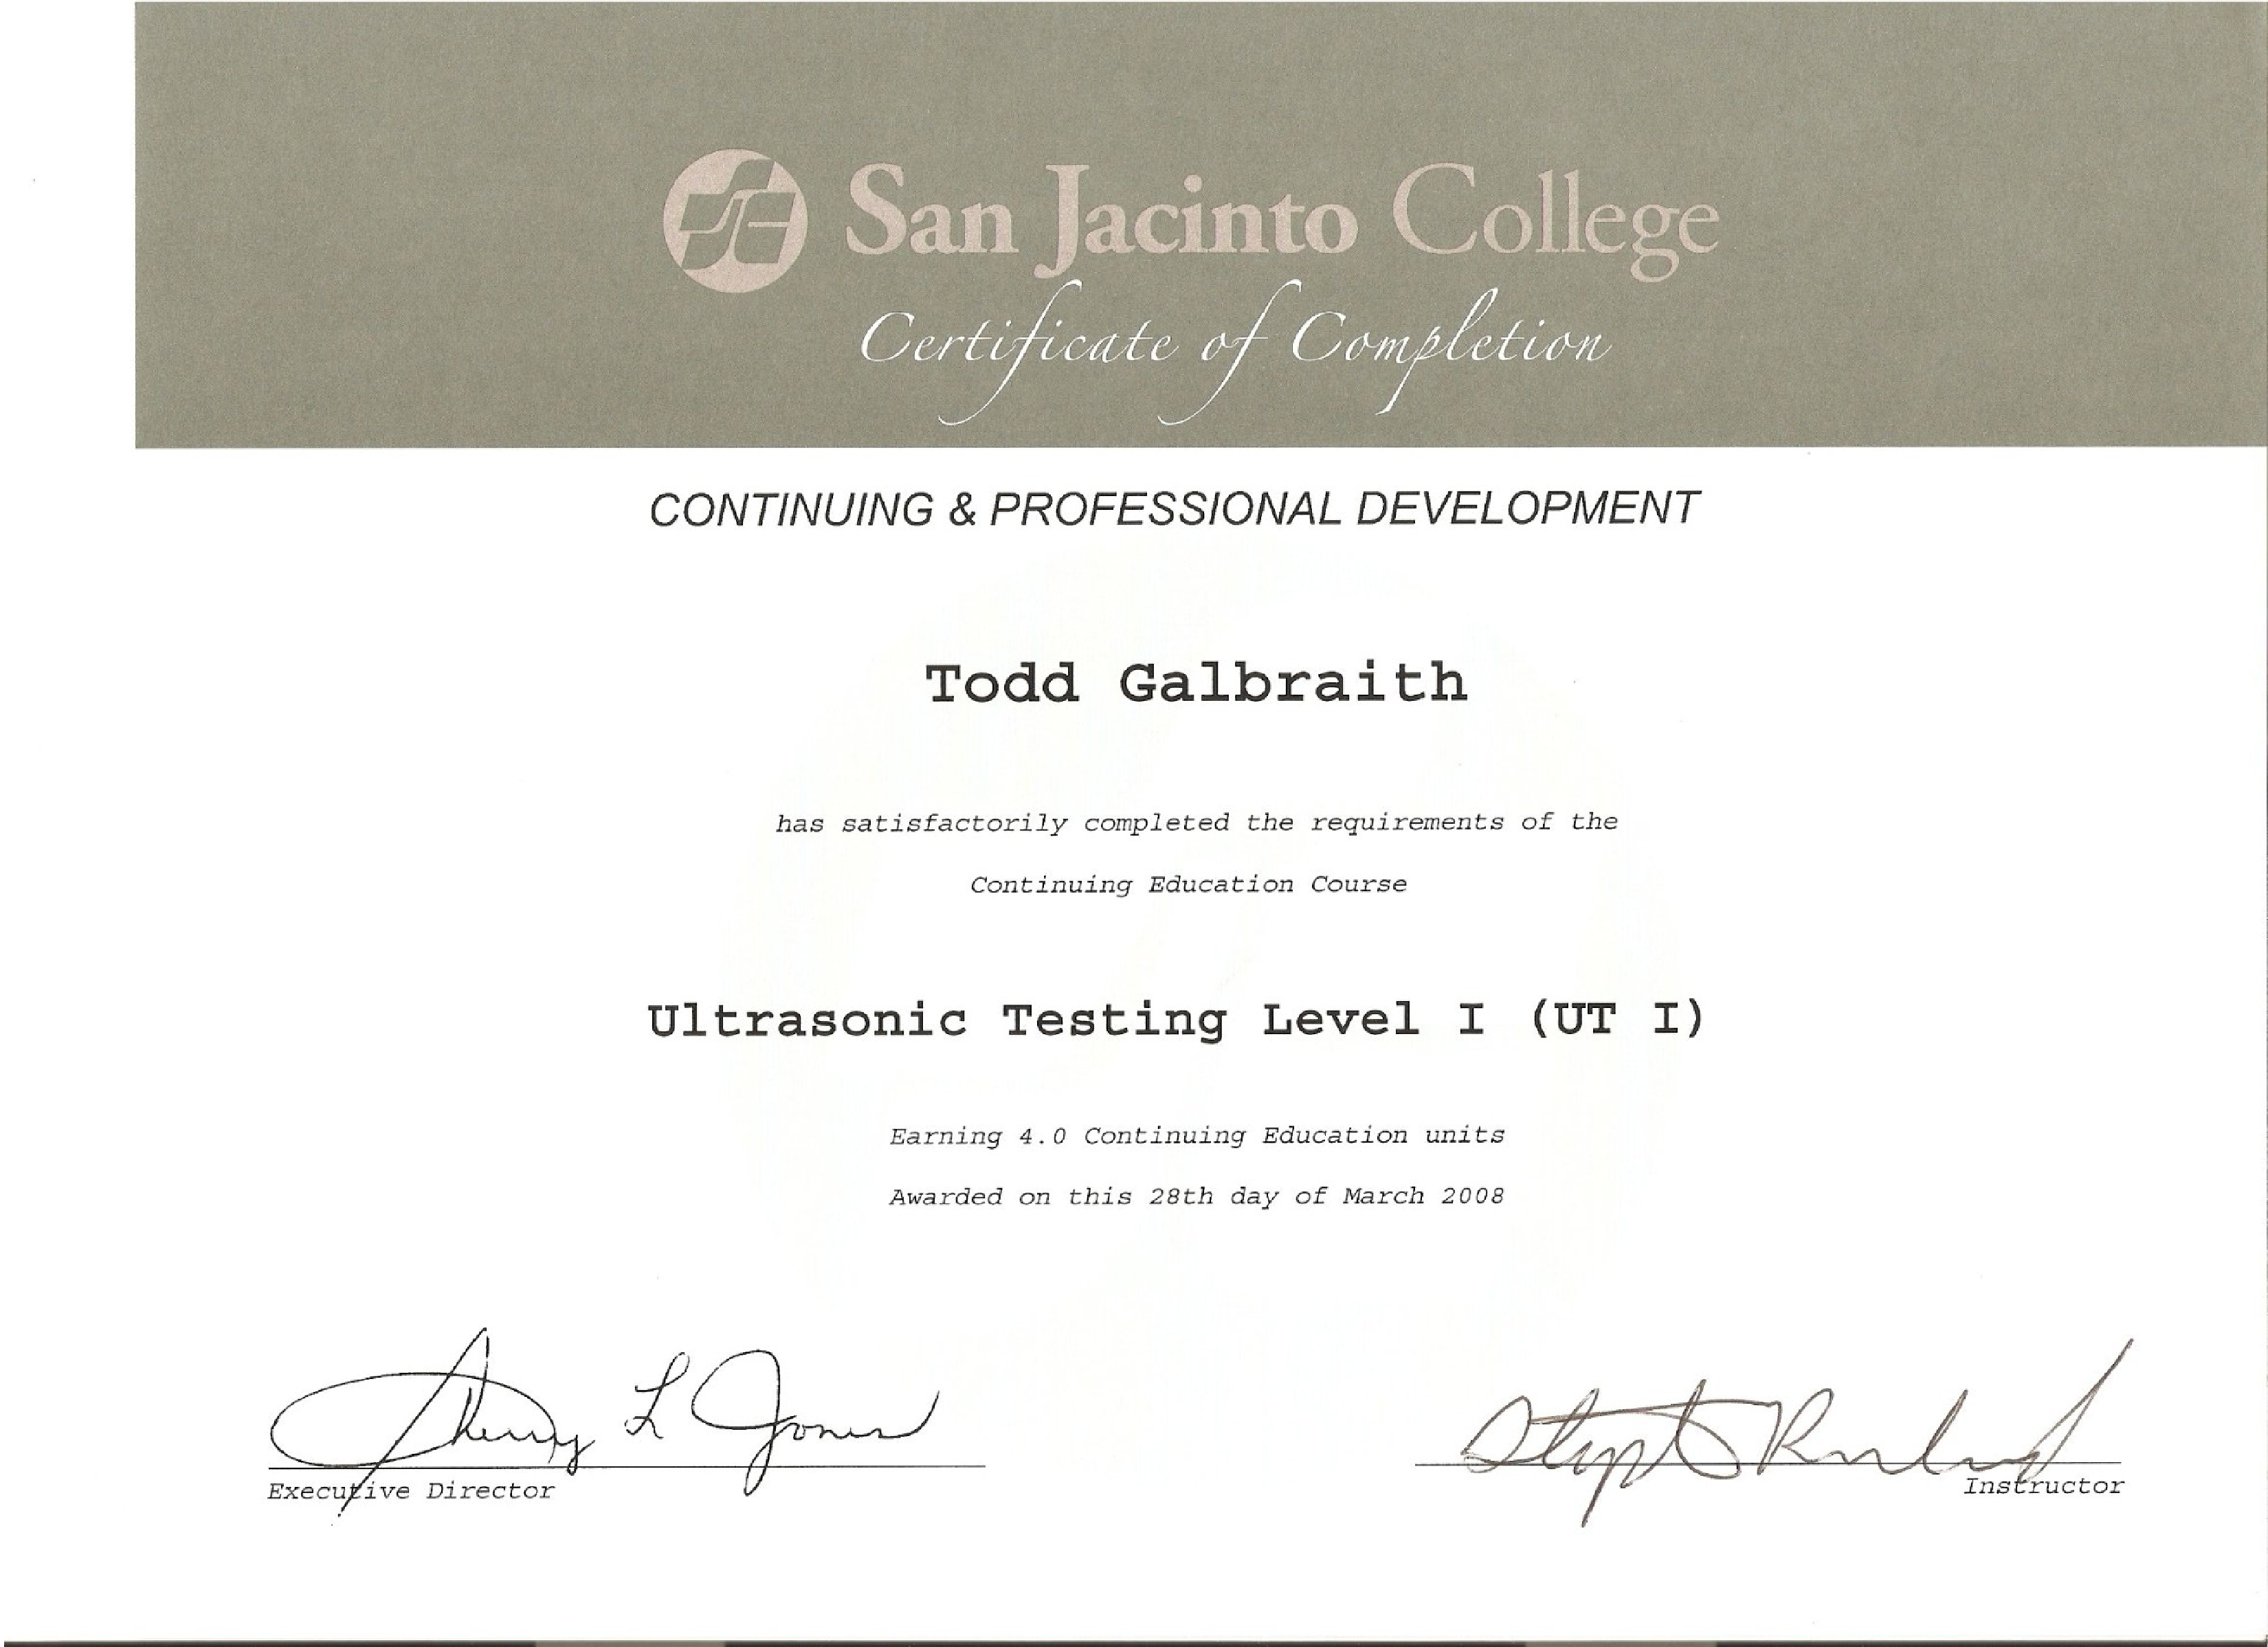 San Jacinto College
Certificate of Completion
CONTINUING & PROFESSIONAL DEVELOPMENT
Todd Galbraith
has satisfactorily completed the requirements of the
Continuing Education Course
Ultrasonic Testing Level I (UT I)
Earning 4.0 Continuing Education units
Awarded on this 28th day of March 2008
Sherry L Jones
Executive Director
Instructor